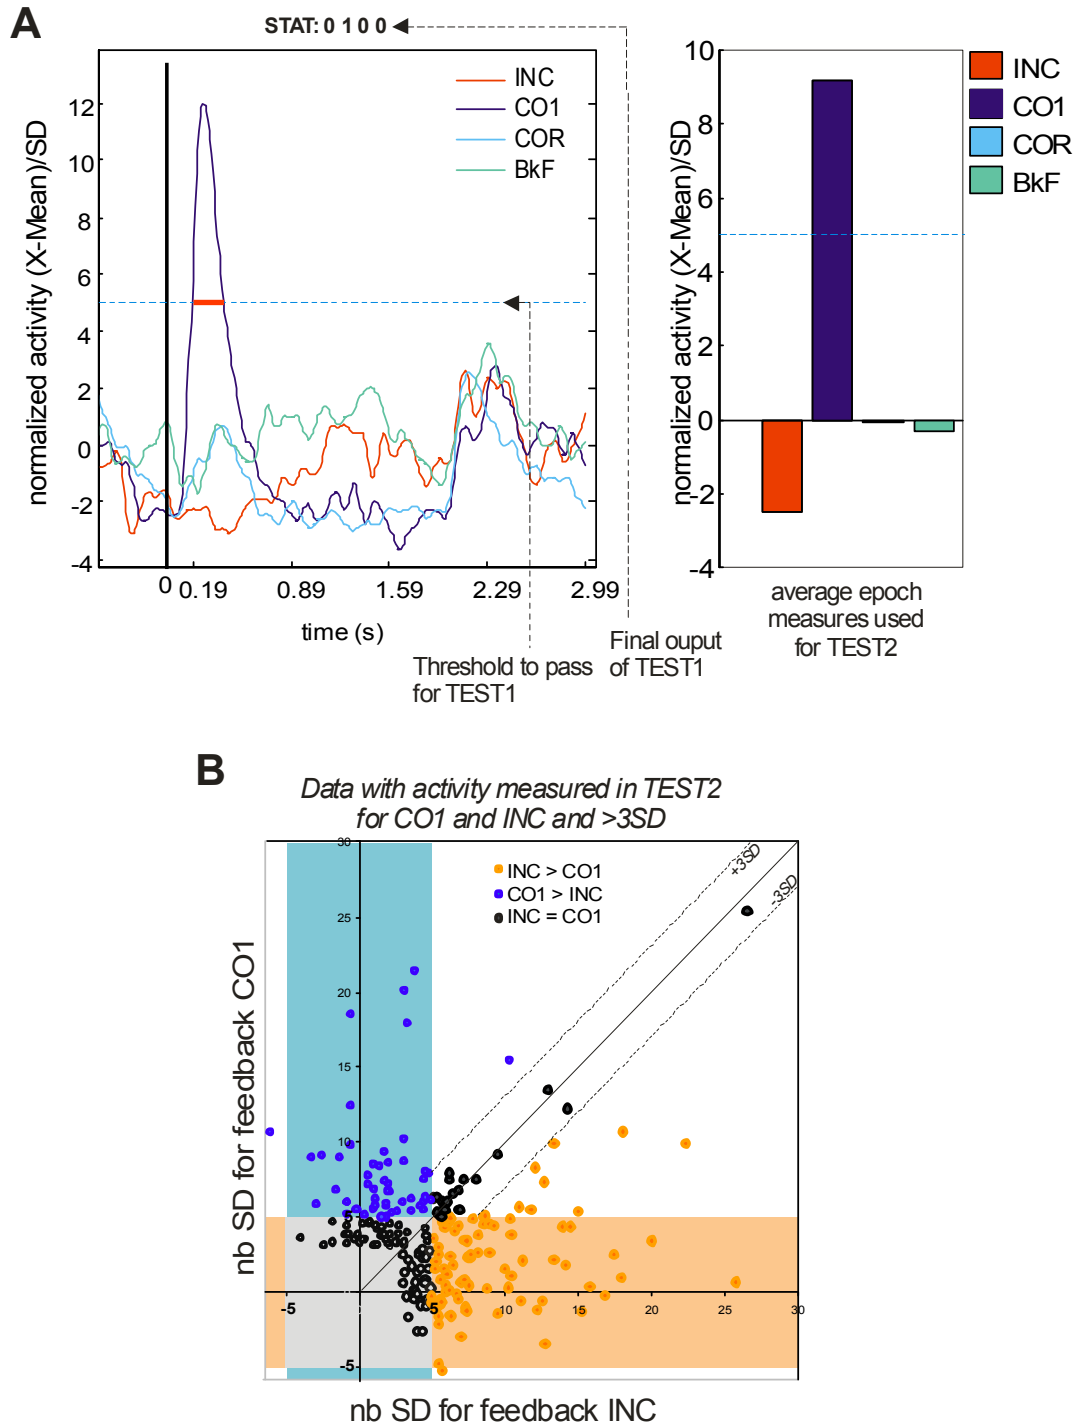 A
STAT: 0 1 0 0
INC
CO1
COR
BkF
normalized activity (X-Mean)/SD
12
10
8
6
4
2
0
-2
-4
0 0.19 0.89 1.59 2.29 2.99
time (s)
Threshold to pass
for TEST1
Final ouput
of TEST1
INC
CO1
COR
BkF
normalized activity (X-Mean)/SD
10
8
6
4
2
0
-2
-4
average epoch
measures used
for TEST2
B
Data with activity measured in TEST2
for CO1 and INC and >3SD
INC > CO1
CO1 > INC
INC = CO1
+3SD
-3SD
nb SD for feedback CO1
30
25
20
15
10
5
-5
-5 5 10 15 20 25 30
nb SD for feedback INC